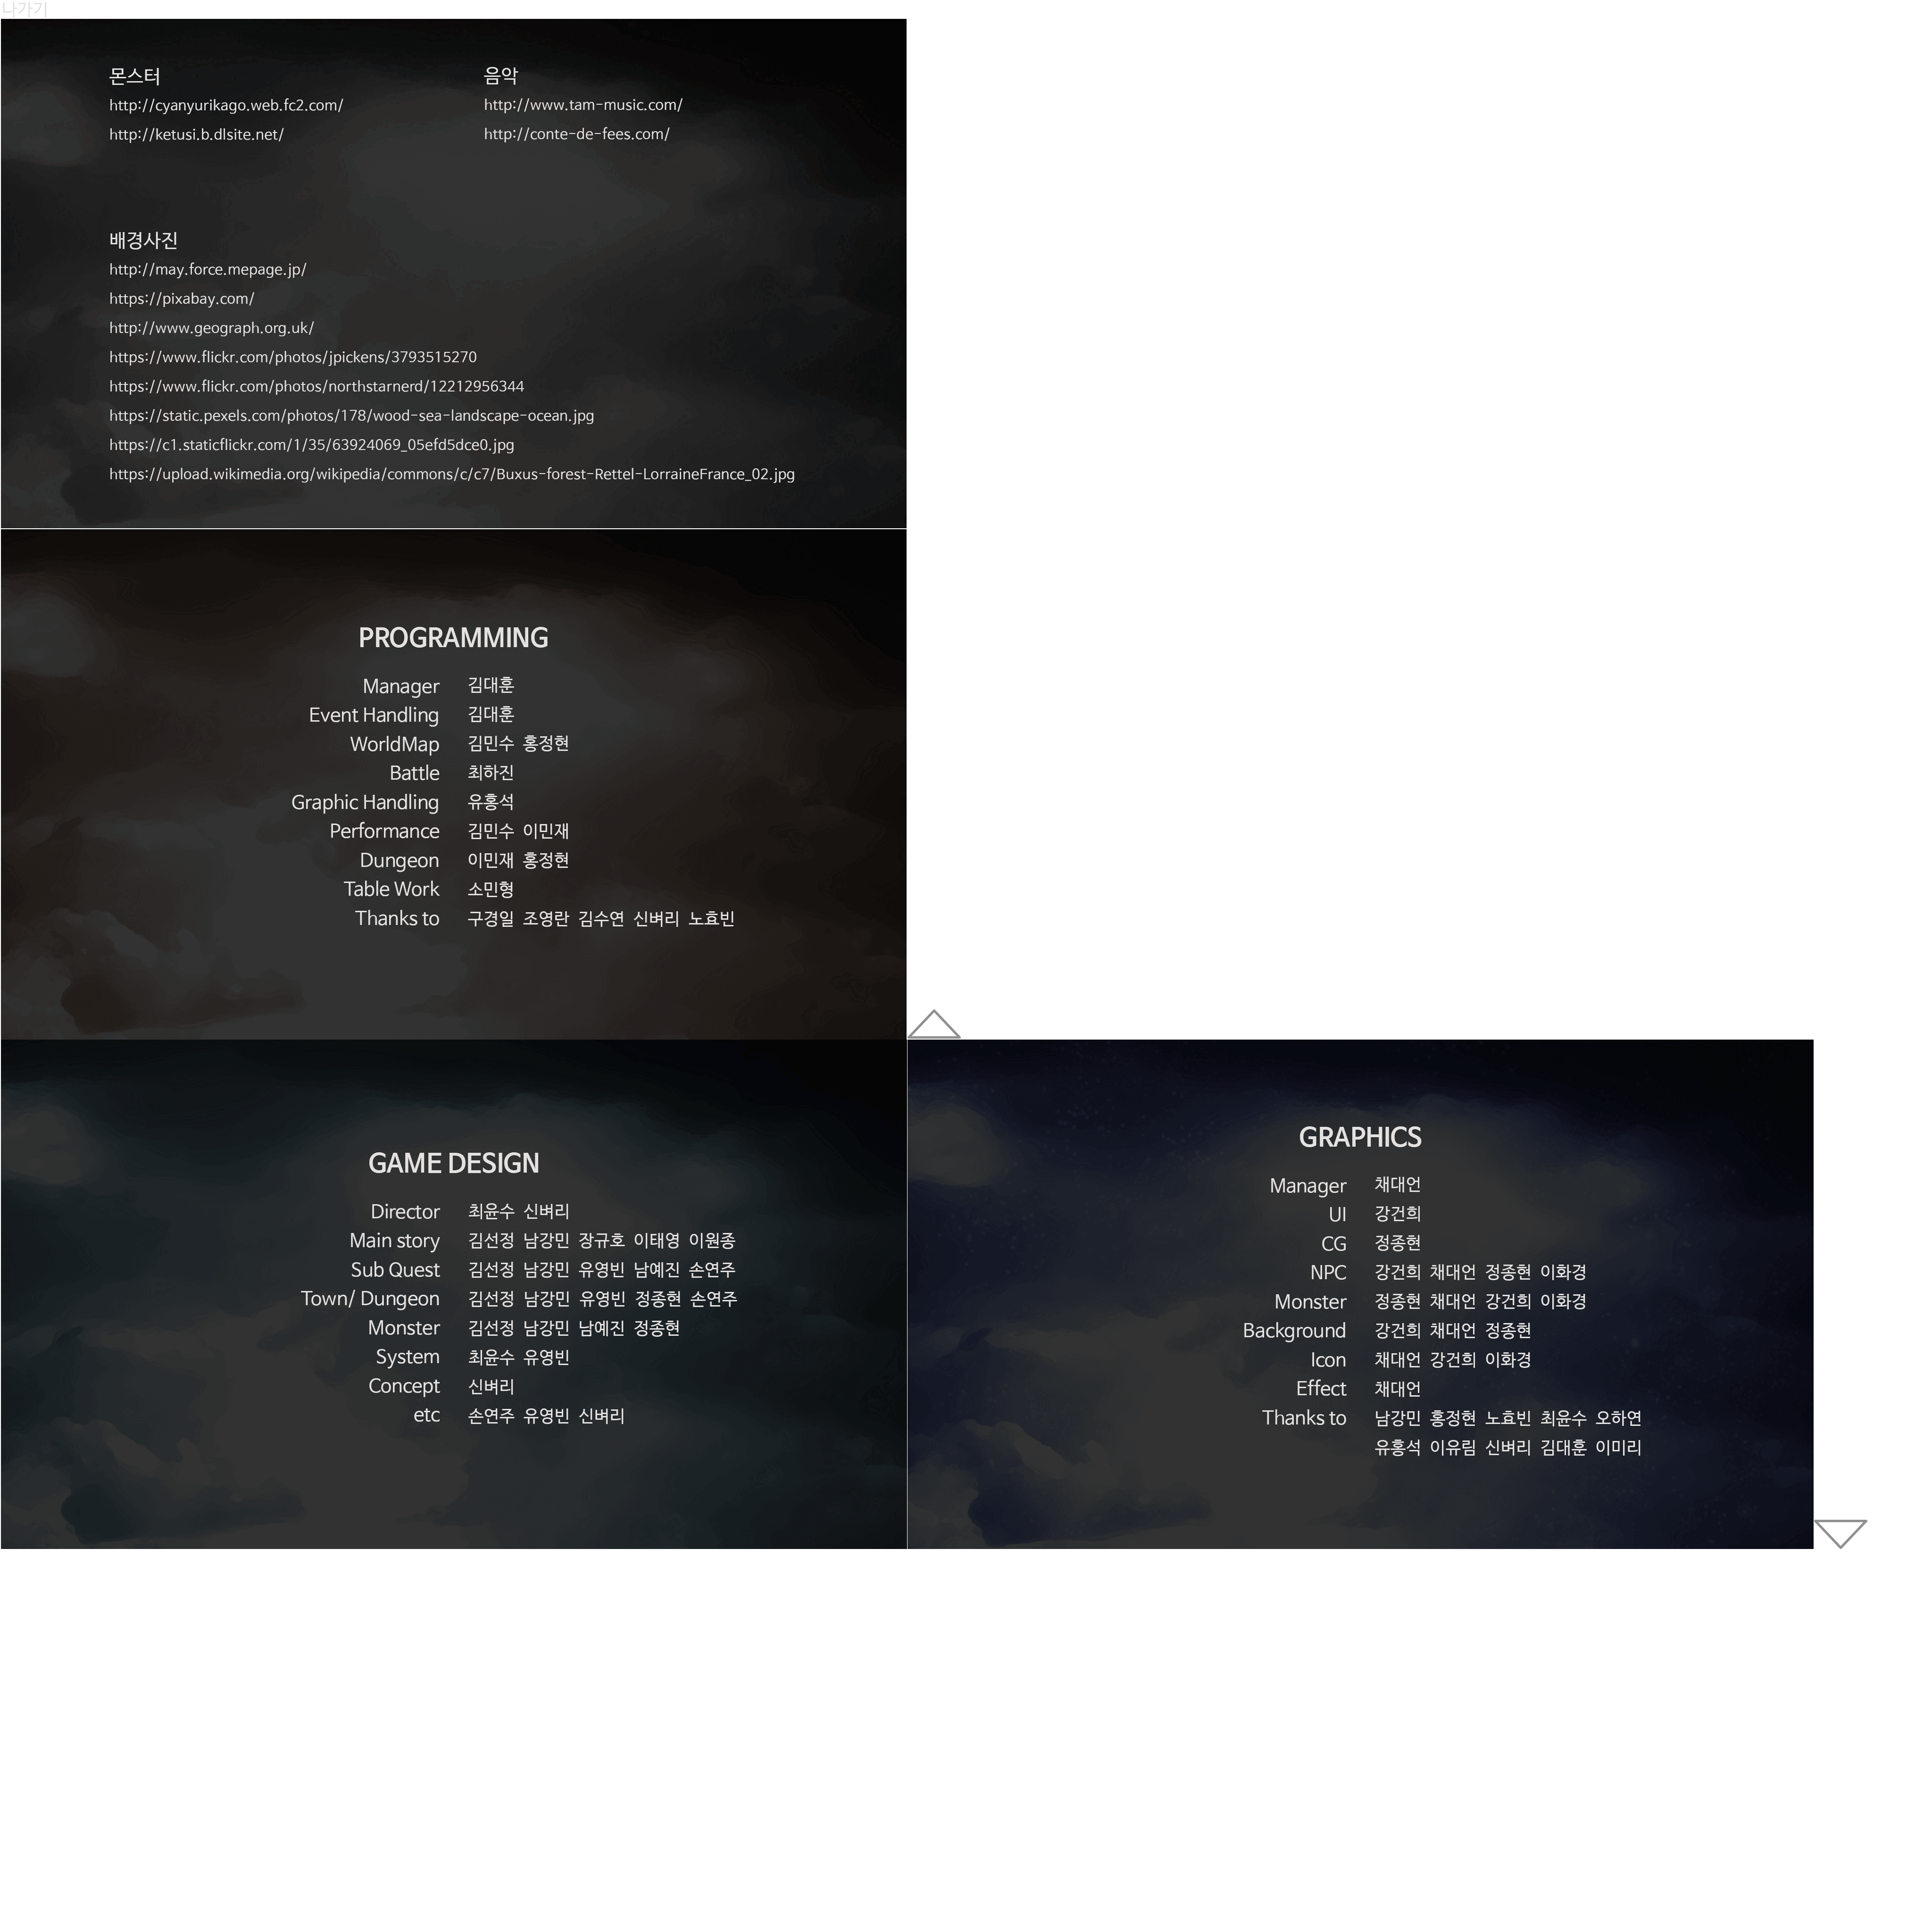 나가기
몬스터
http://cyanyurikago.web.fc2.com/
http://ketusi.b.dlsite.net/
음악
http://www.tam-music.com/
http://conte-de-fees.com/
배경사진
http://may.force.mepage.jp/
https://pixabay.com/
http://www.geograph.org.uk/
https://www.flickr.com/photos/jpickens/3793515270
https://www.flickr.com/photos/northstarnerd/12212956344
https://static.pexels.com/photos/178/wood-sea-landscape-ocean.jpg
https://c1.staticflickr.com/1/35/63924069_05efd5dce0.jpg
https://upload.wikimedia.org/wikipedia/commons/c/c7/Buxus-forest-Rettel-LorraineFrance_02.jpg
PROGRAMMING
Manager 김대훈
Event Handling 김대훈
WorldMap 김민수 홍정현
Battle 최하진
Graphic Handling 유홍석
Performance 김민수 이민재
Dungeon 이민재 홍정현
Table Work 소민형
Thanks to 구경일 조영란 김수연 신벼리 노효빈
GAME DESIGN
Director 최윤수 신벼리
Main story 김선정 남강민 장규호 이태영 이원종
Sub Quest 김선정 남강민 유영빈 남예진 손연주
Town/ Dungeon 김선정 남강민 유영빈 정종현 손연주
Monster 김선정 남강민 남예진 정종현
System 최윤수 유영빈
Concept 신벼리
etc 손연주 유영빈 신벼리
GRAPHICS
Manager 채대언
UI 강건희
CG 정종현
NPC 강건희 채대언 정종현 이화경
Monster 정종현 채대언 강건희 이화경
Background 강건희 채대언 정종현
Icon 채대언 강건희 이화경
Effect 채대언
Thanks to 남강민 홍정현 노효빈 최윤수 오하연
유홍석 이유림 신벼리 김대훈 이미리